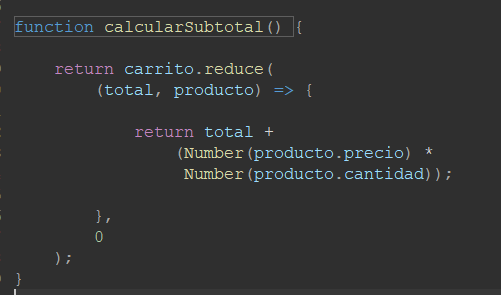 function calcularSubtotal() {
return carrito.reduce(
(total, producto) => {
return total +
(Number(producto.precio) *
Number(producto.cantidad));
},
0
);
}